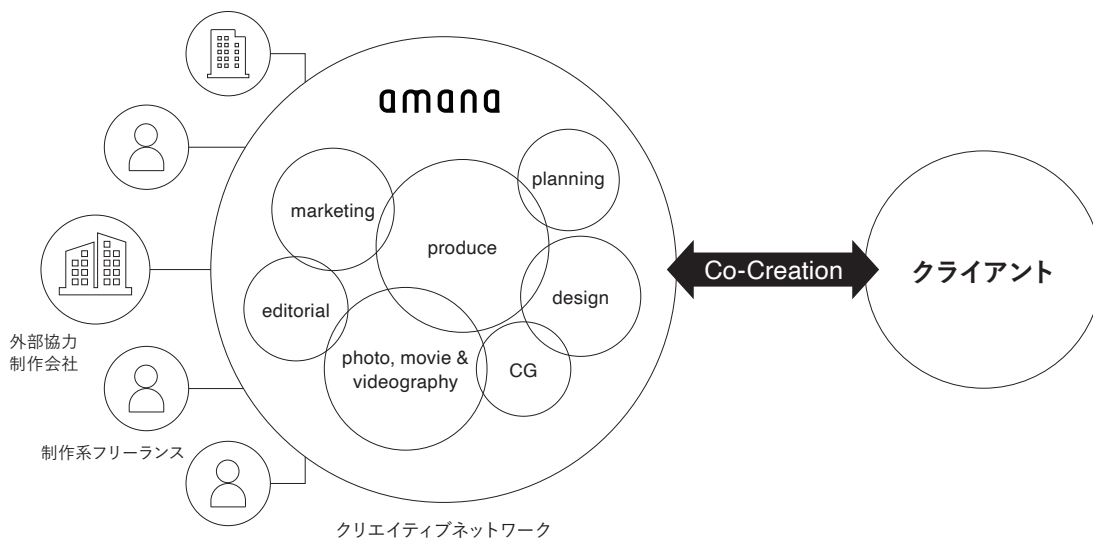 amana
planning
marketing
produce
Co-Creation
クライアント
design
editorial
外部協力
制作会社
photo, movie &
videography
CG
制作系フリーランス
クリエイティブネットワーク